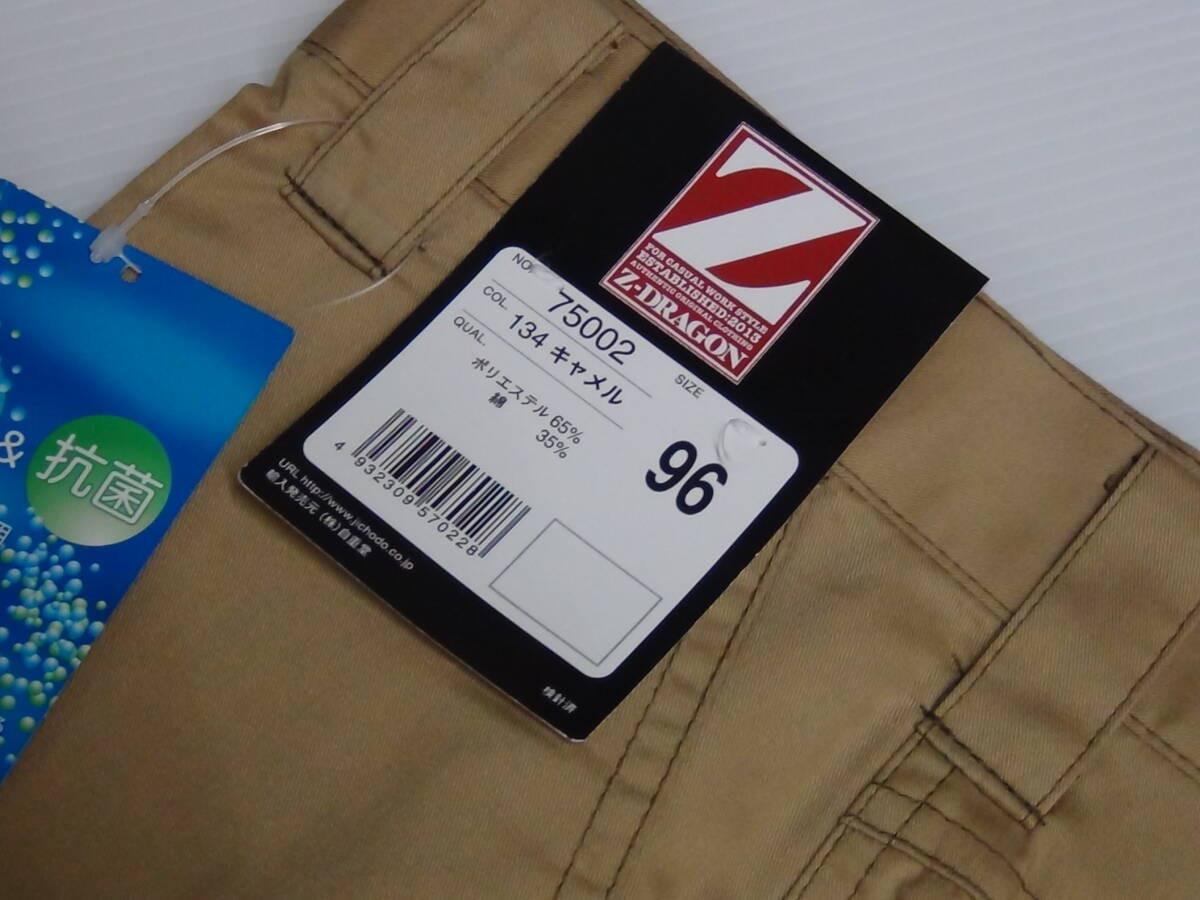 Z
FOR CASUAL WORK STYLE
ESTABLISHED:2013
AUTHENTIC ORIGINAL CLOTHING
Z-DRAGON
NO.
75002
COL.
134 キャメル
QUAL.
ポリエステル 65%
綿 35%
SIZE
96
4 932309 570228
URL http://www.jichodo.co.jp
輸入発売元 (株)自重堂
検針済
&
抗菌